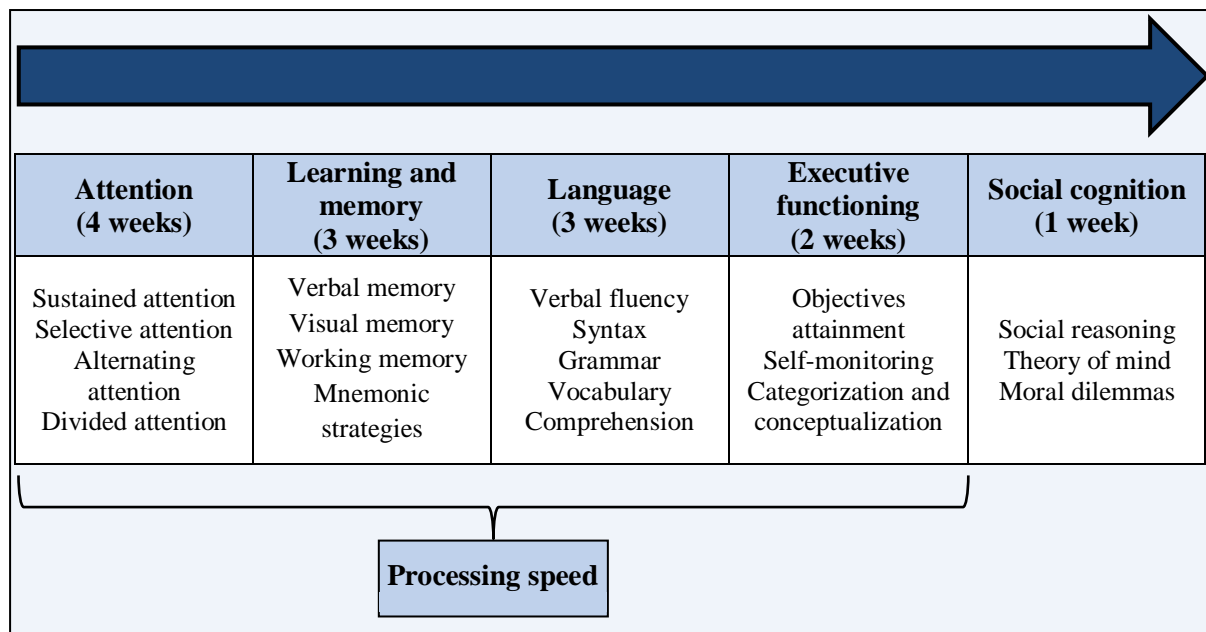 Attention
(4 weeks)
Learning and
memory
(3 weeks)
Language
(3 weeks)
Executive
functioning
(2 weeks)
Social cognition
(1 week)
Sustained attention
Selective attention
Alternating
attention
Divided attention
Verbal memory
Visual memory
Working memory
Mnemonic
strategies
Verbal fluency
Syntax
Grammar
Vocabulary
Comprehension
Objectives
attainment
Self-monitoring
Categorization and
conceptualization
Social reasoning
Theory of mind
Moral dilemmas
Processing speed